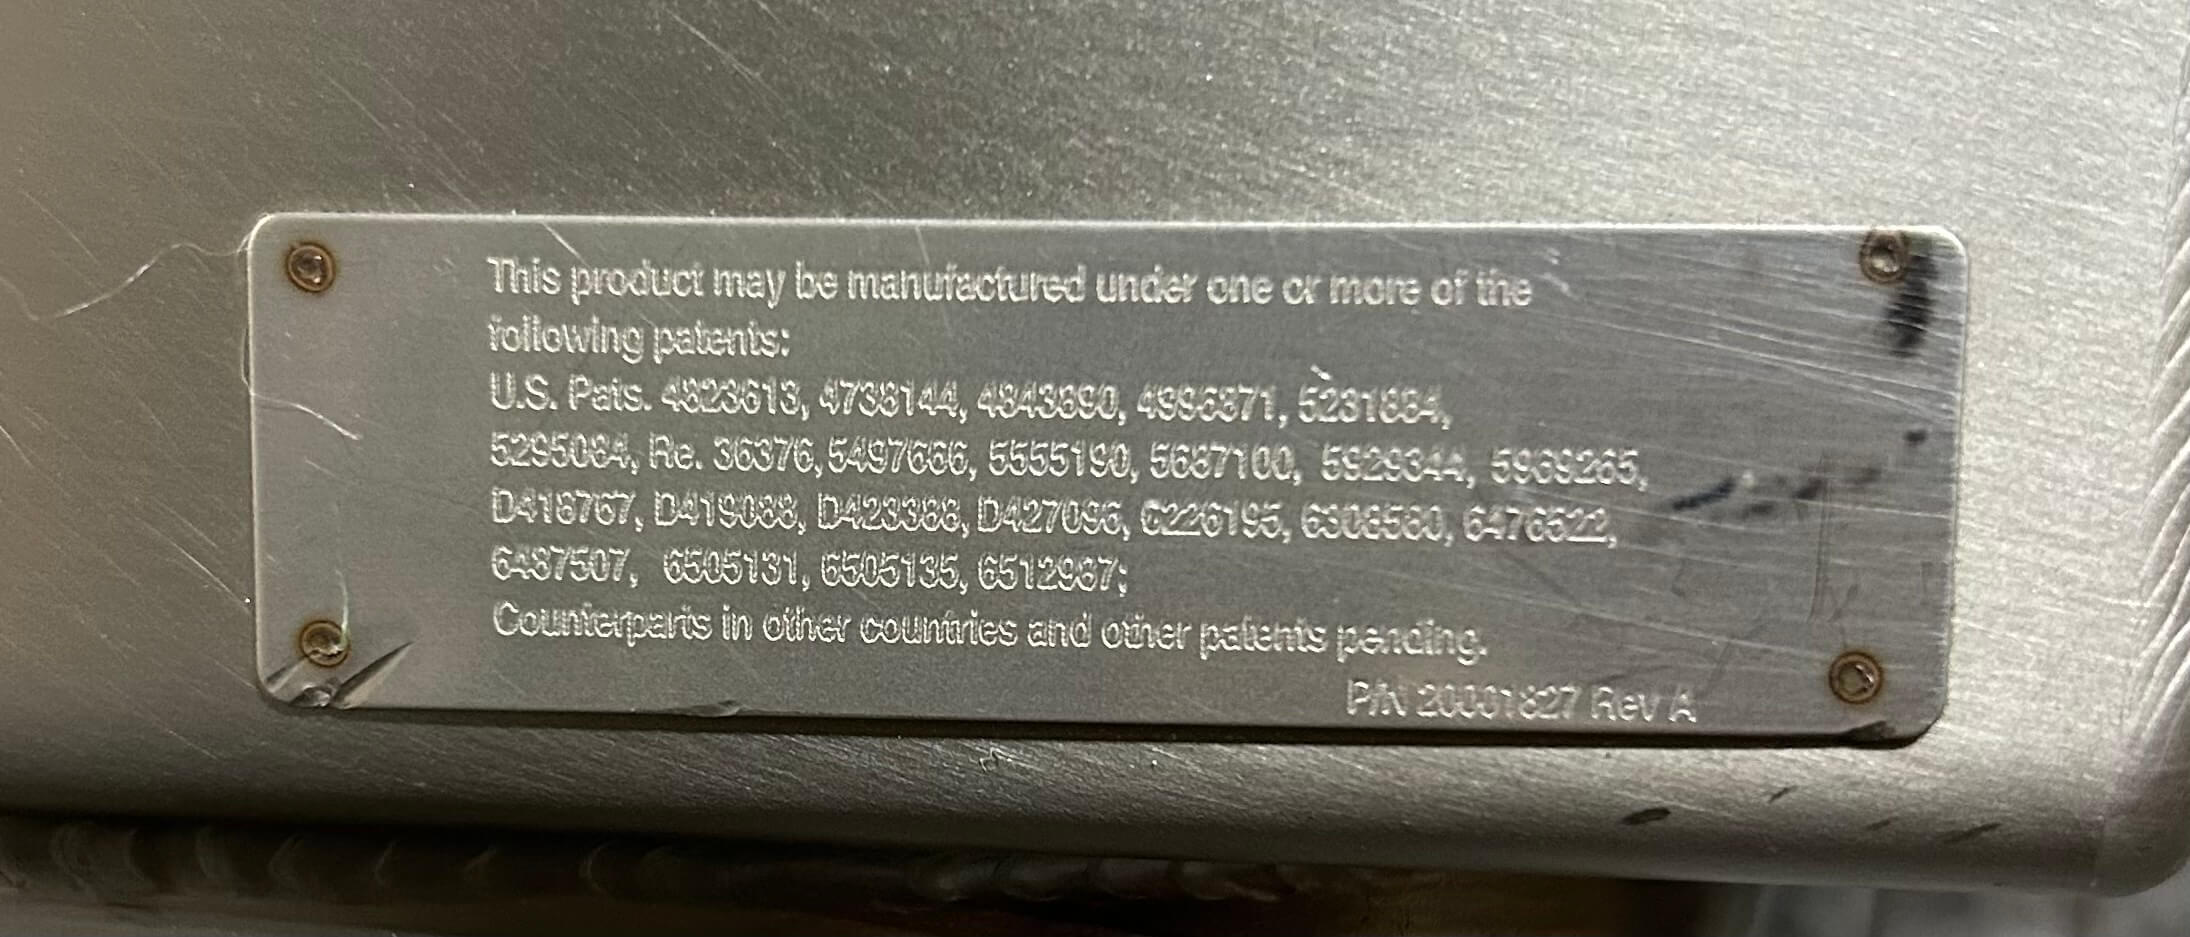 This product may be manufactured under one or more of the
following patents:
U.S. Pats. 4823613, 4738144, 4843890, 4996871, 5231884,
5295084, Re. 36376, 5497666, 5555190, 5687100, 5929344, 5969265,
D418767, D419088, D423388, D427096, 6226195, 6308580, 6476522,
6487507, 6505131, 6505135, 6512987;
Counterparts in other countries and other patents pending.
P/N 20001827 Rev A